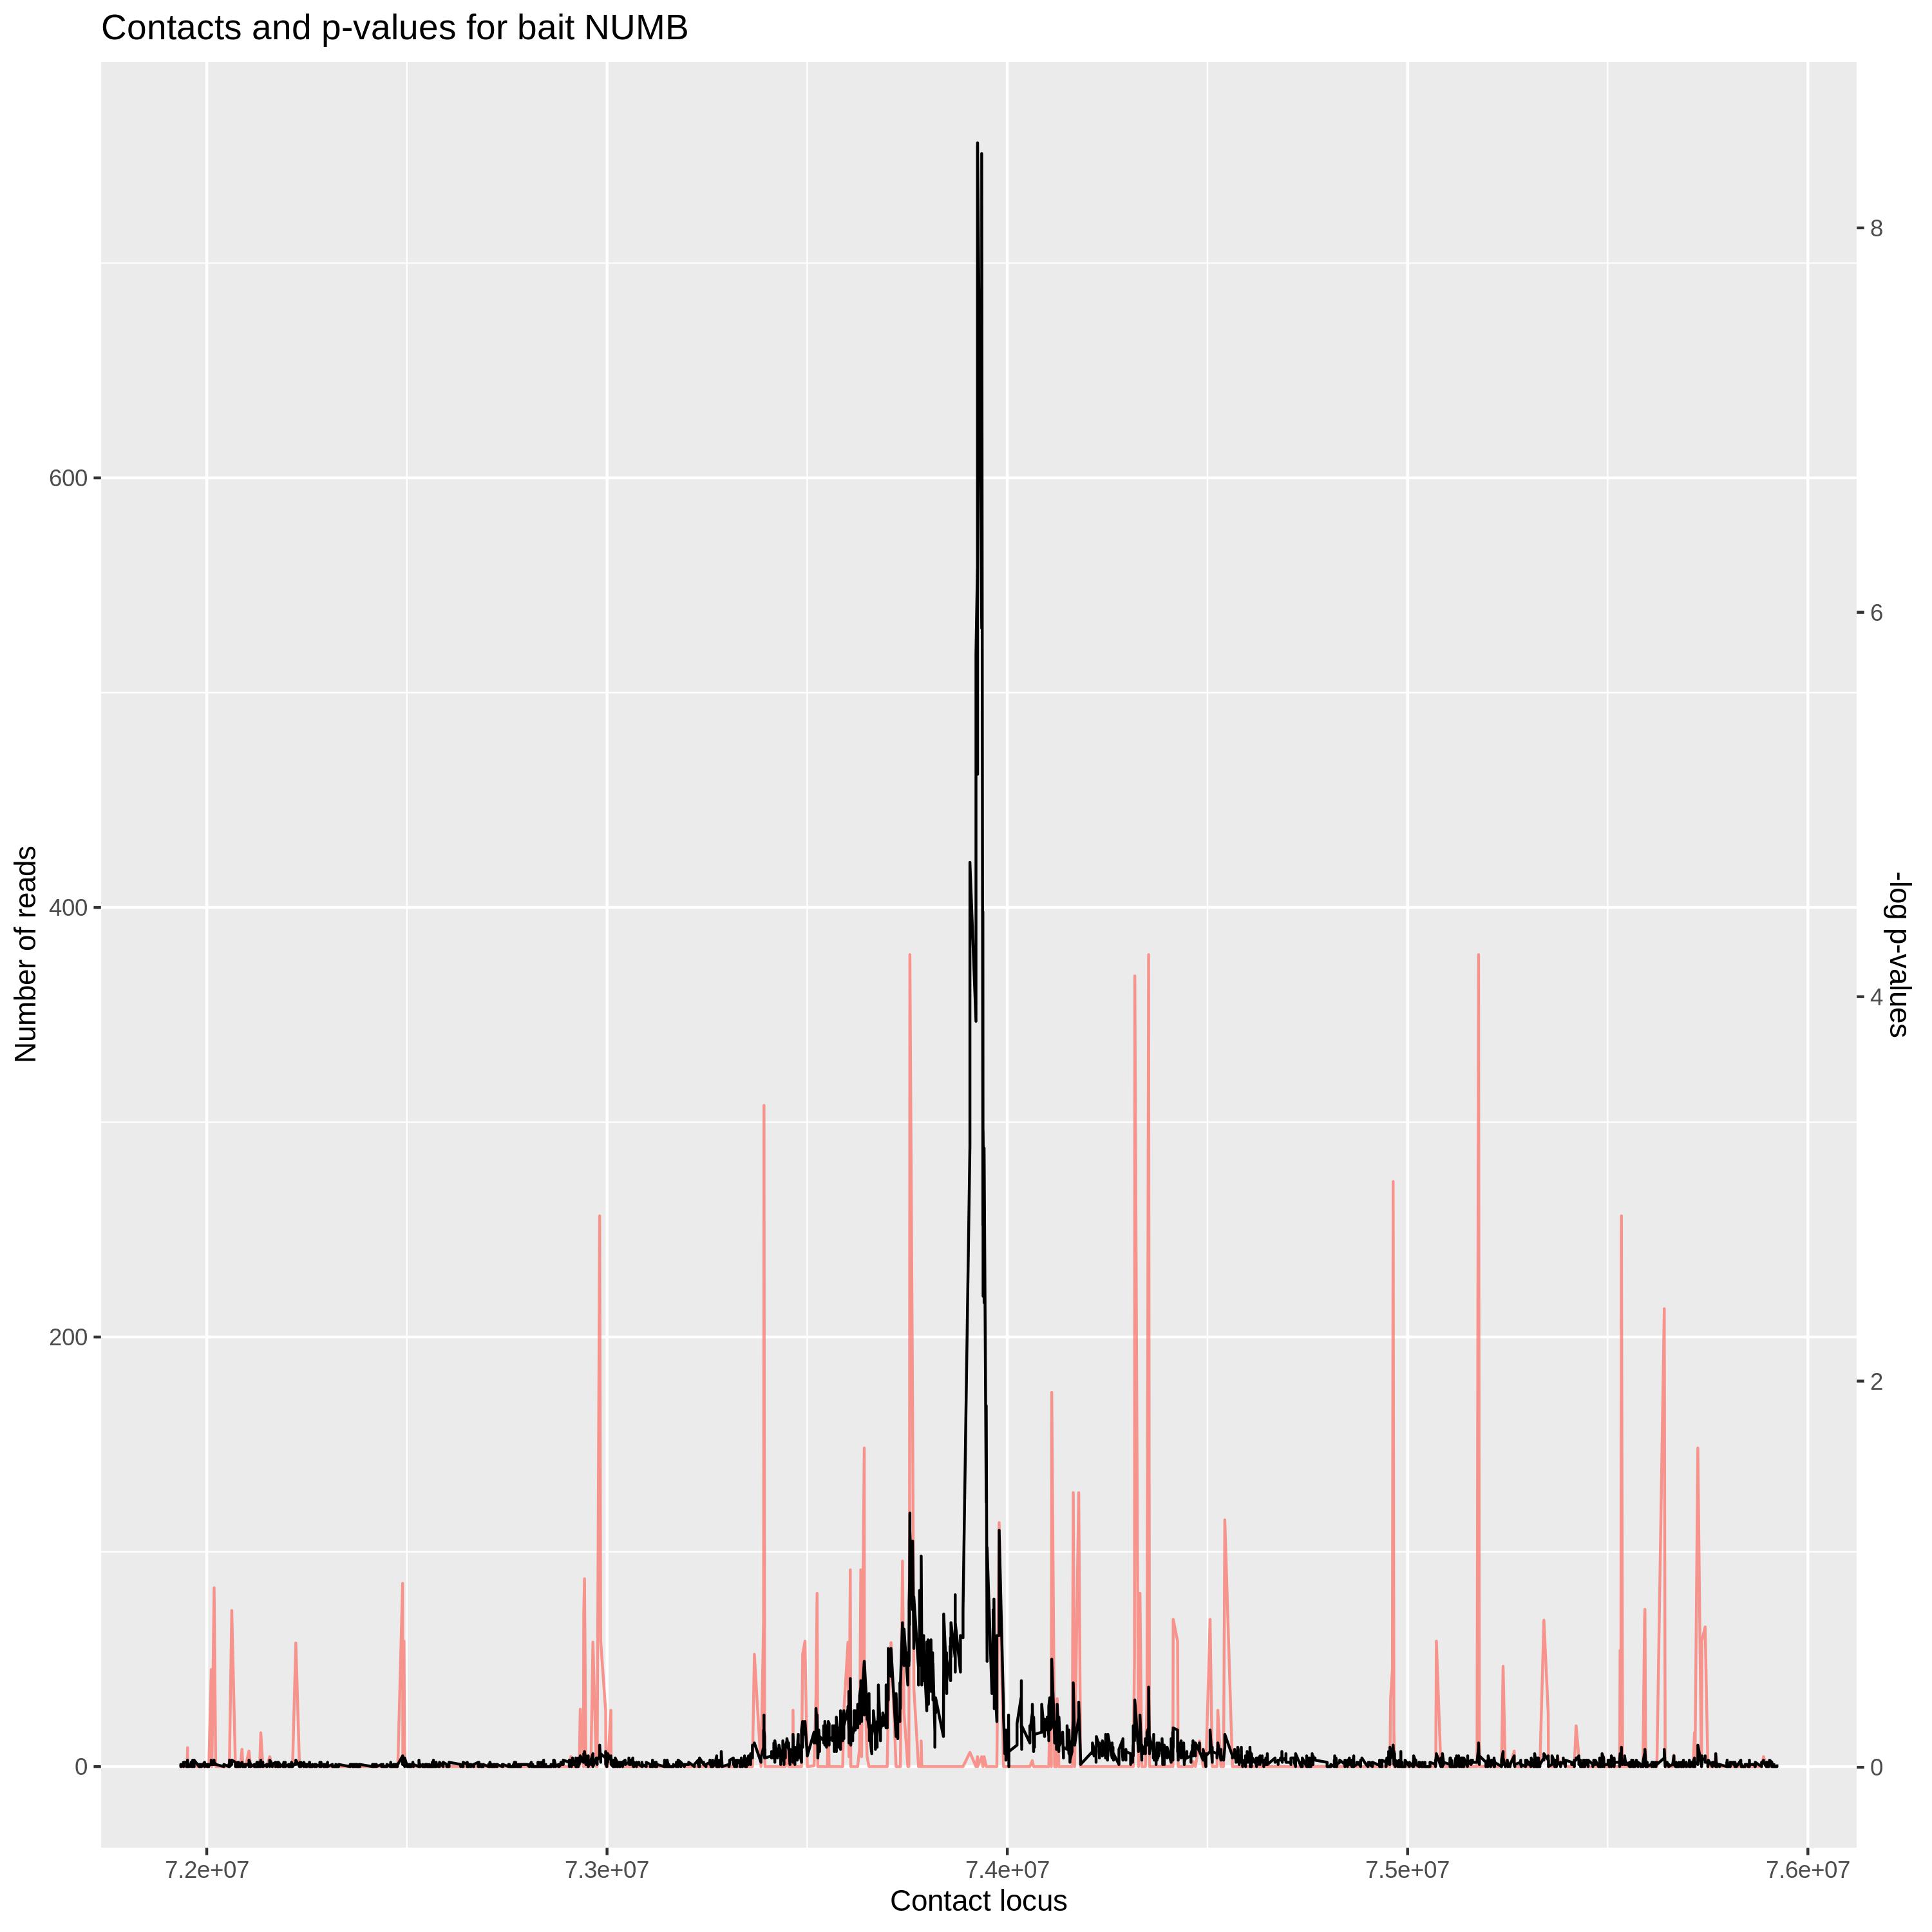 Contacts and p-values for bait NUMB
Number of reads
600
400
200
0
8
6
4
2
0
-log p-values
7.2e+07
7.3e+07
7.4e+07
7.5e+07
7.6e+07
Contact locus